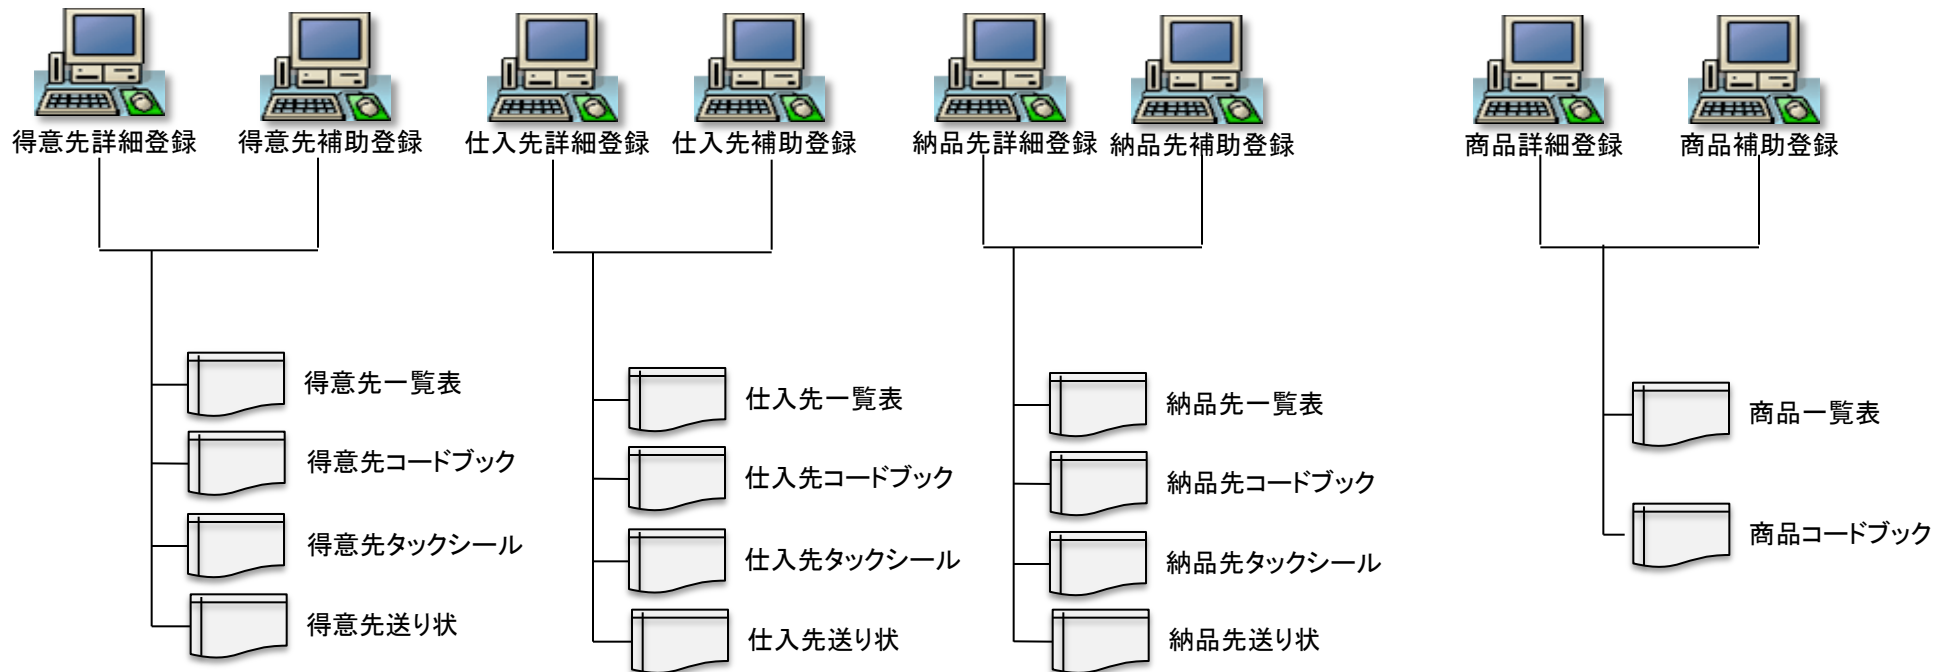 得意先詳細登録
得意先補助登録
仕入先詳細登録
仕入先補助登録
納品先詳細登録
納品先補助登録
商品詳細登録
商品補助登録
得意先一覧表
得意先コードブック
得意先タックシール
得意先送り状
仕入先一覧表
仕入先コードブック
仕入先タックシール
仕入先送り状
納品先一覧表
納品先コードブック
納品先タックシール
納品先送り状
商品一覧表
商品コードブック